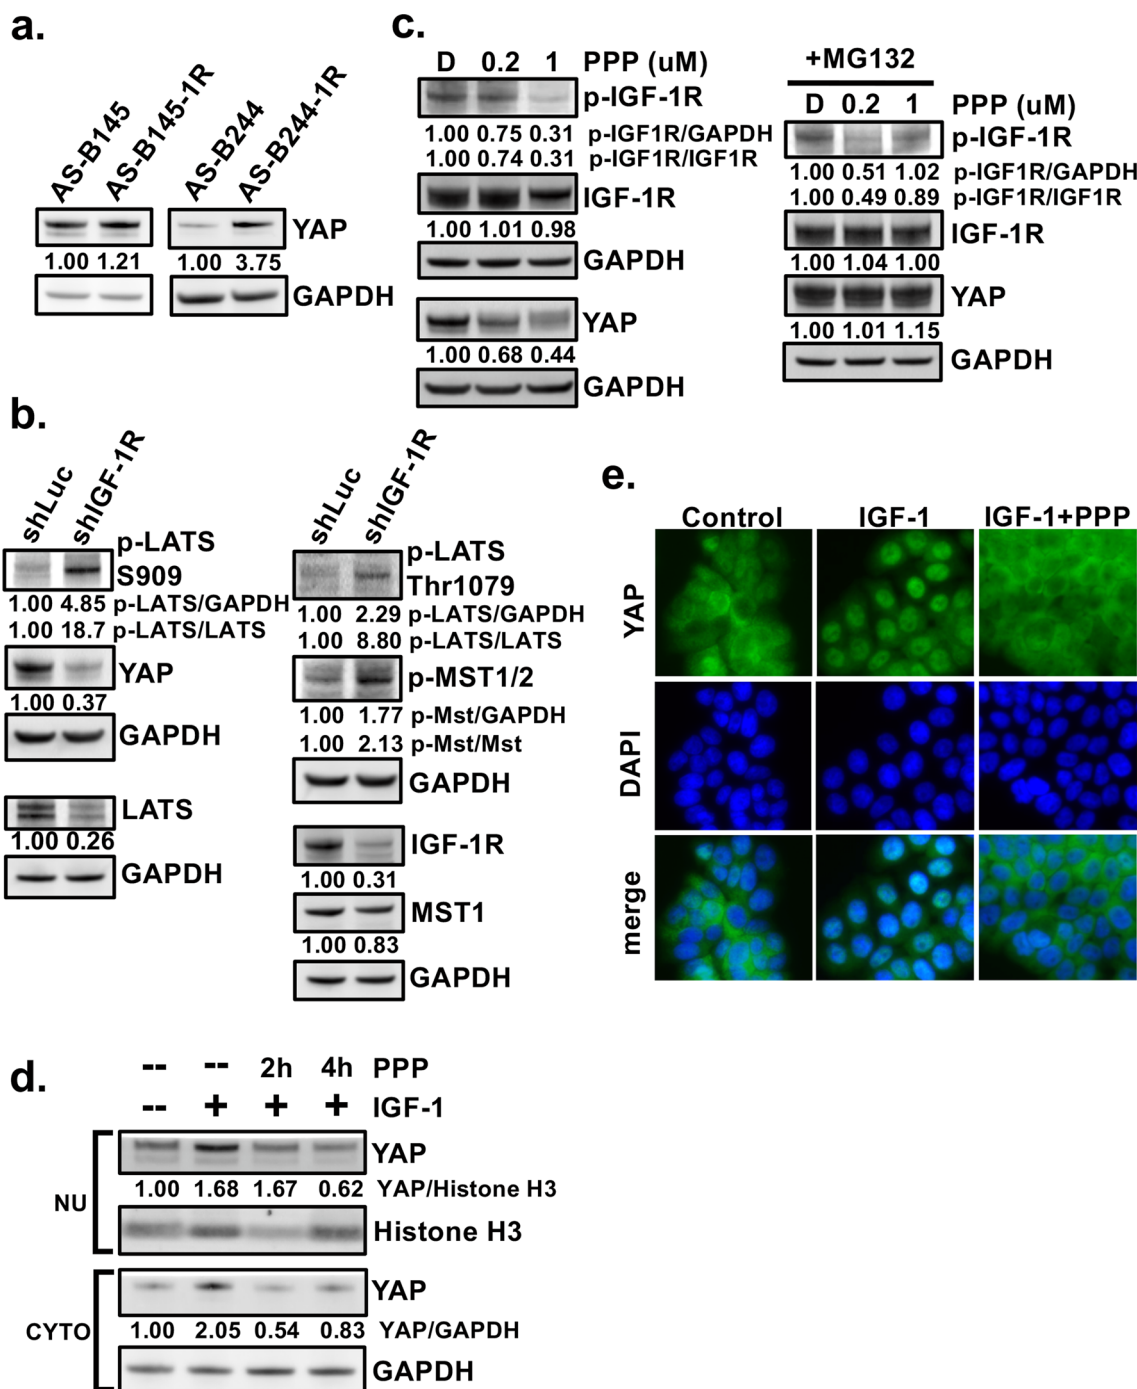 a.
AS-B145
AS-B145-1R
AS-B244
AS-B244-1R
YAP
1.00 1.21 1.00 3.75
GAPDH
c.
D 0.2 1 PPP (uM)
p-IGF-1R
1.00 0.75 0.31 p-IGF1R/GAPDH
1.00 0.74 0.31 p-IGF1R/IGF1R
IGF-1R
1.00 1.01 0.98
GAPDH
YAP
1.00 0.68 0.44
GAPDH
+MG132
D 0.2 1 PPP (uM)
p-IGF-1R
1.00 0.51 1.02 p-IGF1R/GAPDH
1.00 0.49 0.89 p-IGF1R/IGF1R
IGF-1R
1.00 1.04 1.00
YAP
1.00 1.01 1.15
GAPDH
b.
shLuc
shIGF-1R
p-LATS
S909
1.00 4.85 p-LATS/GAPDH
1.00 18.7 p-LATS/LATS
YAP
1.00 0.37
GAPDH
LATS
1.00 0.26
GAPDH
shLuc
shIGF-1R
p-LATS
Thr1079
1.00 2.29 p-LATS/GAPDH
1.00 8.80 p-LATS/LATS
p-MST1/2
1.00 1.77 p-Mst/GAPDH
1.00 2.13 p-Mst/Mst
GAPDH
IGF-1R
1.00 0.31
MST1
1.00 0.83
GAPDH
e.
Control IGF-1 IGF-1+PPP
YAP
DAPI
merge
d.
-- -- 2h 4h PPP
-- + + + IGF-1
NU
YAP
1.00 1.68 1.67 0.62 YAP/Histone H3
Histone H3
CYTO
YAP
1.00 2.05 0.54 0.83 YAP/GAPDH
GAPDH